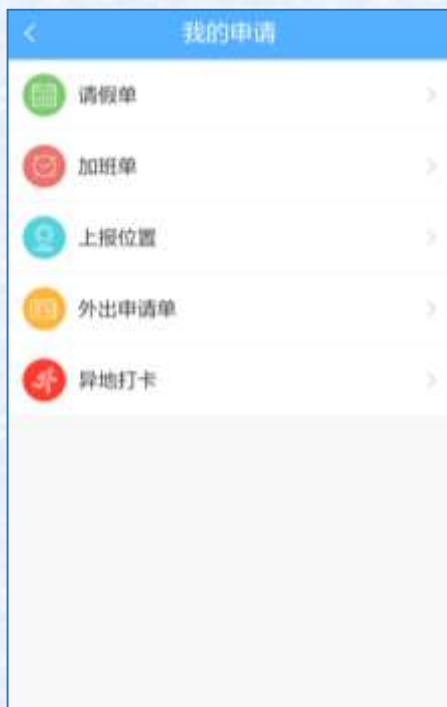 我的申请
请假单
加班单
上报位置
外出申请单
异地打卡